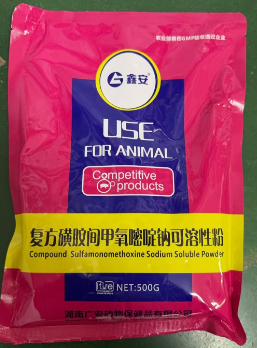 鑫安
USE
FOR ANIMAL
Competitive
products
复方磺胺间甲氧嘧啶钠可溶性粉
Compound Sulfamonomethoxine Sodium Soluble Powder
NET:500G